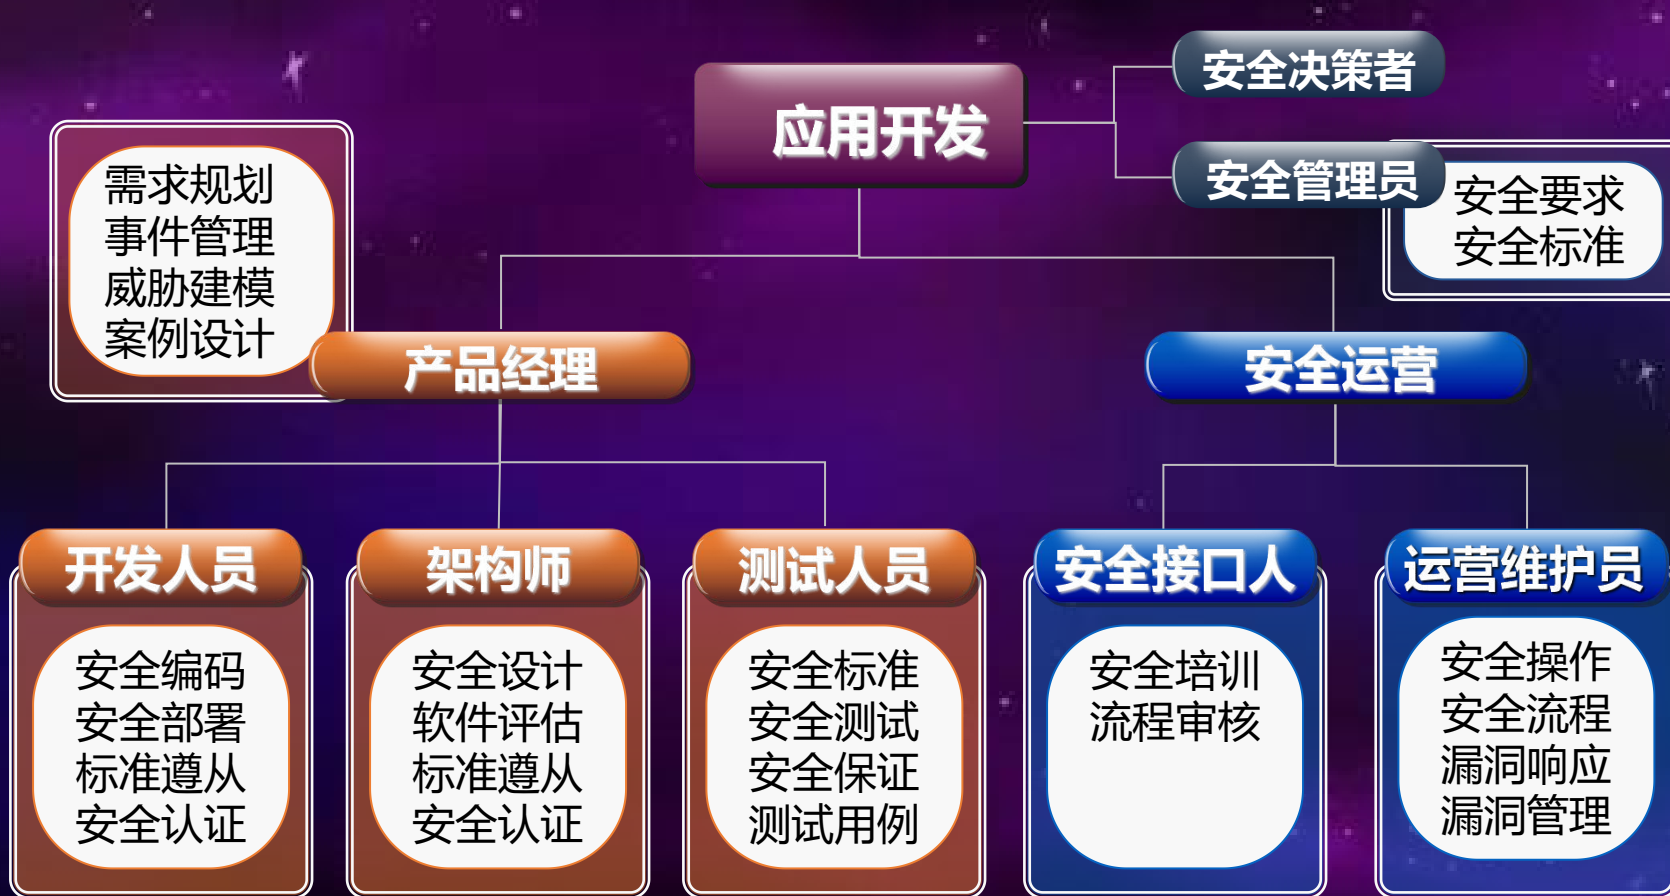 安全决策者
应用开发
安全管理员
需求规划
事件管理
威胁建模
案例设计
安全要求
安全标准
产品经理
安全运营
开发人员
架构师
测试人员
安全接口人
运营维护员
安全编码
安全部署
标准遵从
安全认证
安全设计
软件评估
标准遵从
安全认证
安全标准
安全测试
安全保证
测试用例
安全培训
流程审核
安全操作
安全流程
漏洞响应
漏洞管理